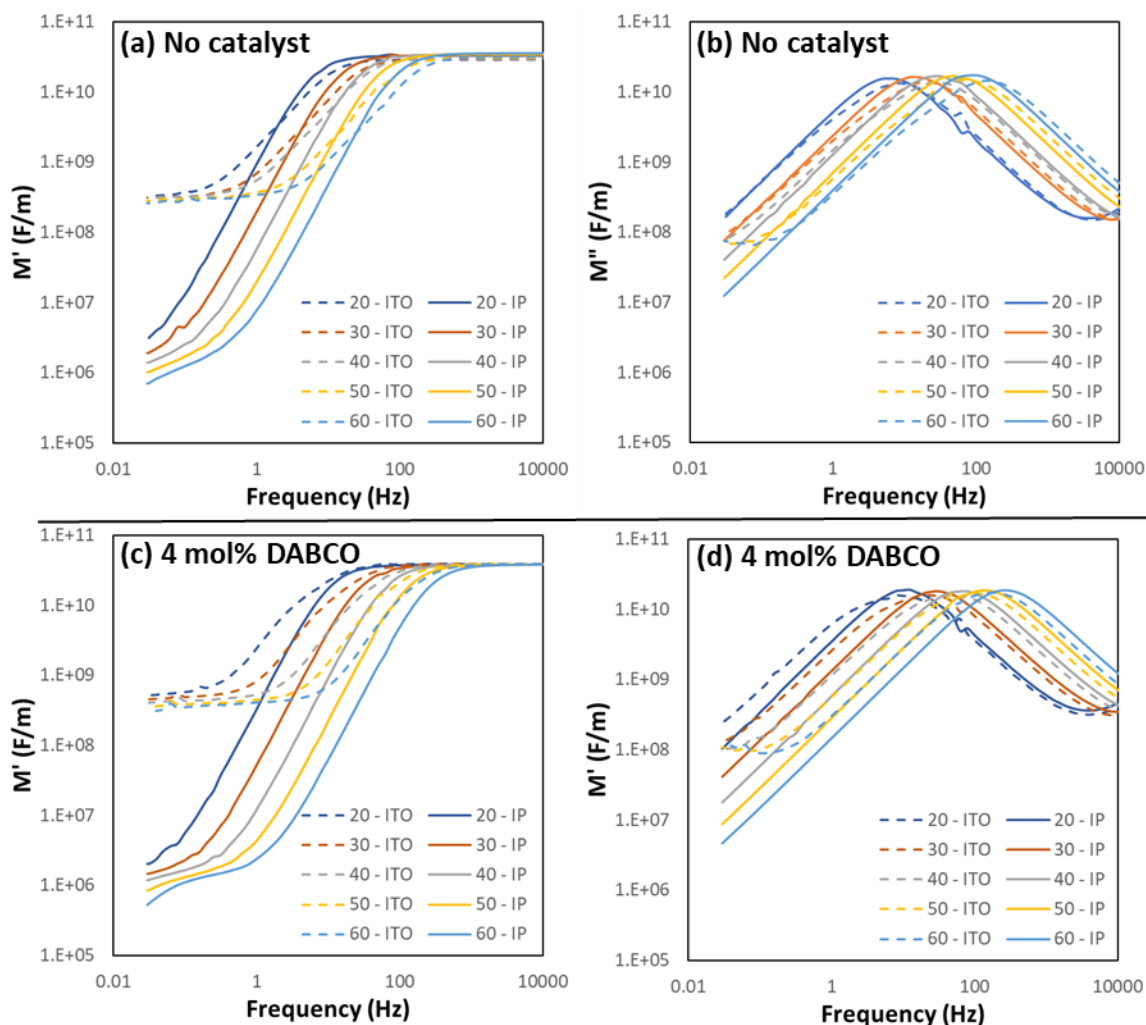 (a) No catalyst
M' (F/m)
1.E+11
1.E+10
1.E+09
1.E+08
1.E+07
1.E+06
1.E+05
20 - ITO 20 - IP
30 - ITO 30 - IP
40 - ITO 40 - IP
50 - ITO 50 - IP
60 - ITO 60 - IP
0.01 1 100 10000
Frequency (Hz)
(b) No catalyst
M" (F/m)
1.E+11
1.E+10
1.E+09
1.E+08
1.E+07
1.E+06
1.E+05
20 - ITO 20 - IP
30 - ITO 30 - IP
40 - ITO 40 - IP
50 - ITO 50 - IP
60 - ITO 60 - IP
0.01 1 100 10000
Frequency (Hz)
(c) 4 mol% DABCO
M' (F/m)
1.E+11
1.E+10
1.E+09
1.E+08
1.E+07
1.E+06
1.E+05
20 - ITO 20 - IP
30 - ITO 30 - IP
40 - ITO 40 - IP
50 - ITO 50 - IP
60 - ITO 60 - IP
0.01 1 100 10000
Frequency (Hz)
(d) 4 mol% DABCO
M' (F/m)
1.E+11
1.E+10
1.E+09
1.E+08
1.E+07
1.E+06
1.E+05
20 - ITO 20 - IP
30 - ITO 30 - IP
40 - ITO 40 - IP
50 - ITO 50 - IP
60 - ITO 60 - IP
0.01 1 100 10000
Frequency (Hz)